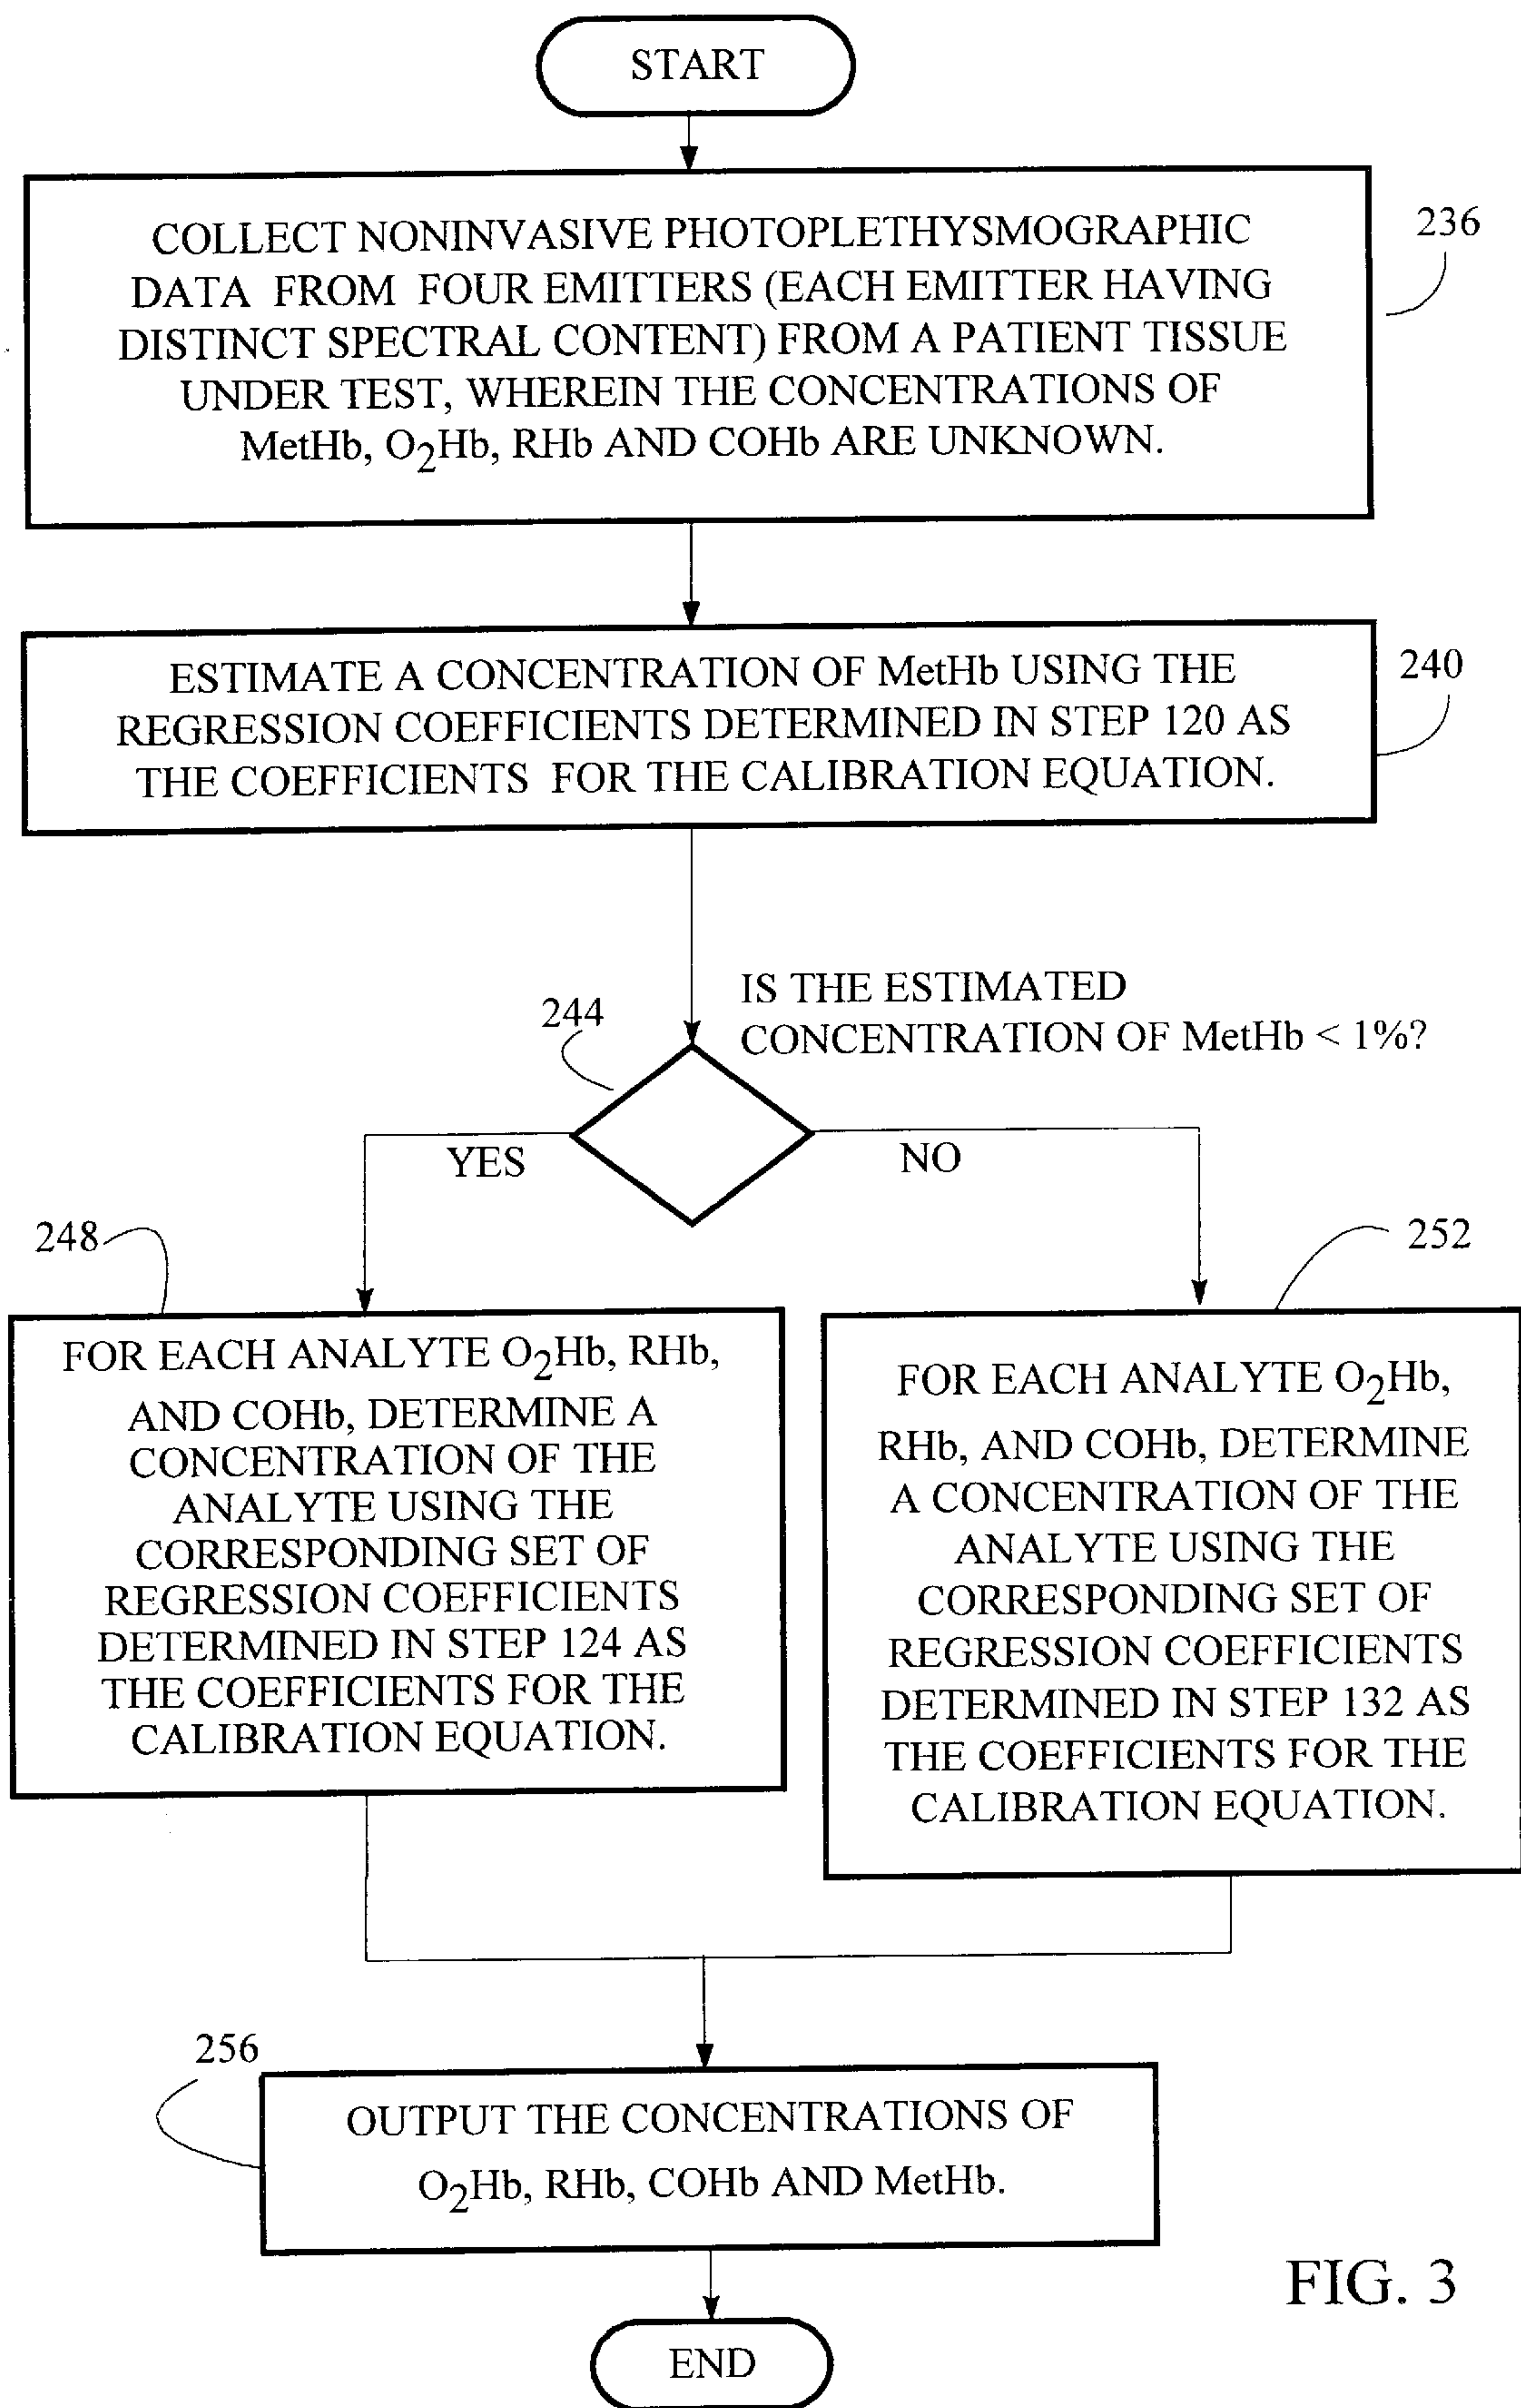 START
COLLECT NONINVASIVE PHOTOPLETHYSMOGRAPHIC
DATA FROM FOUR EMITTERS (EACH EMITTER HAVING
DISTINCT SPECTRAL CONTENT) FROM A PATIENT TISSUE
UNDER TEST, WHEREIN THE CONCENTRATIONS OF
MetHb, O2Hb, RHb AND COHb ARE UNKNOWN.
236
ESTIMATE A CONCENTRATION OF MetHb USING THE
REGRESSION COEFFICIENTS DETERMINED IN STEP 120 AS
THE COEFFICIENTS FOR THE CALIBRATION EQUATION.
240
IS THE ESTIMATED
CONCENTRATION OF MetHb < 1%?
244
YES
NO
248
FOR EACH ANALYTE O2Hb, RHb,
AND COHb, DETERMINE A
CONCENTRATION OF THE
ANALYTE USING THE
CORRESPONDING SET OF
REGRESSION COEFFICIENTS
DETERMINED IN STEP 124 AS
THE COEFFICIENTS FOR THE
CALIBRATION EQUATION.
252
FOR EACH ANALYTE O2Hb,
RHb, AND COHb, DETERMINE
A CONCENTRATION OF THE
ANALYTE USING THE
CORRESPONDING SET OF
REGRESSION COEFFICIENTS
DETERMINED IN STEP 132 AS
THE COEFFICIENTS FOR THE
CALIBRATION EQUATION.
256
OUTPUT THE CONCENTRATIONS OF
O2Hb, RHb, COHb AND MetHb.
FIG. 3
END